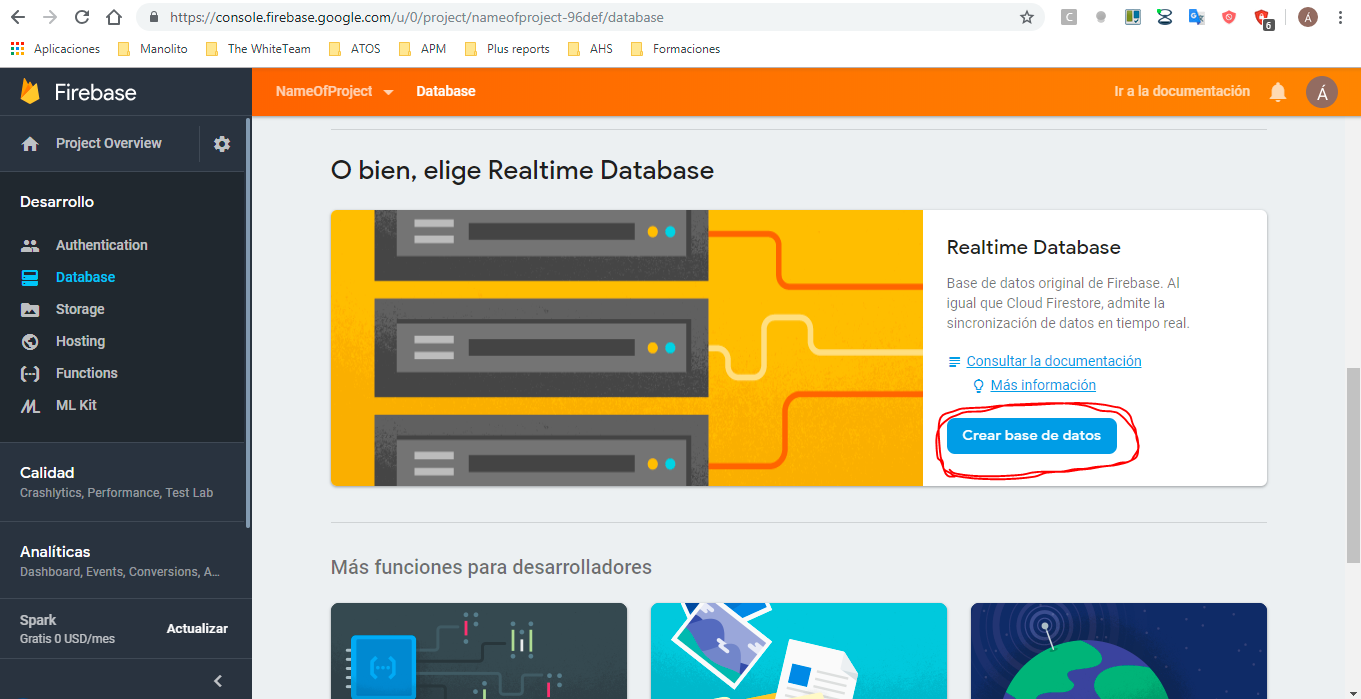 https://console.firebase.google.com/u/0/project/nameofproject-96def/database
C
6
Á
Aplicaciones
Manolito
The WhiteTeam
ATOS
APM
Plus reports
AHS
Formaciones
Firebase
NameOfProject
Database
Ir a la documentación
Á
Project Overview
Desarrollo
Authentication
Database
Storage
Hosting
Functions
ML Kit
Calidad
Crashlytics, Performance, Test Lab
Analíticas
Dashboard, Events, Conversions, A...
Spark
Gratis 0 USD/mes
Actualizar
O bien, elige Realtime Database
Realtime Database
Base de datos original de Firebase. Al
igual que Cloud Firestore, admite la
sincronización de datos en tiempo real.
Consultar la documentación
Más información
Crear base de datos
Más funciones para desarrolladores